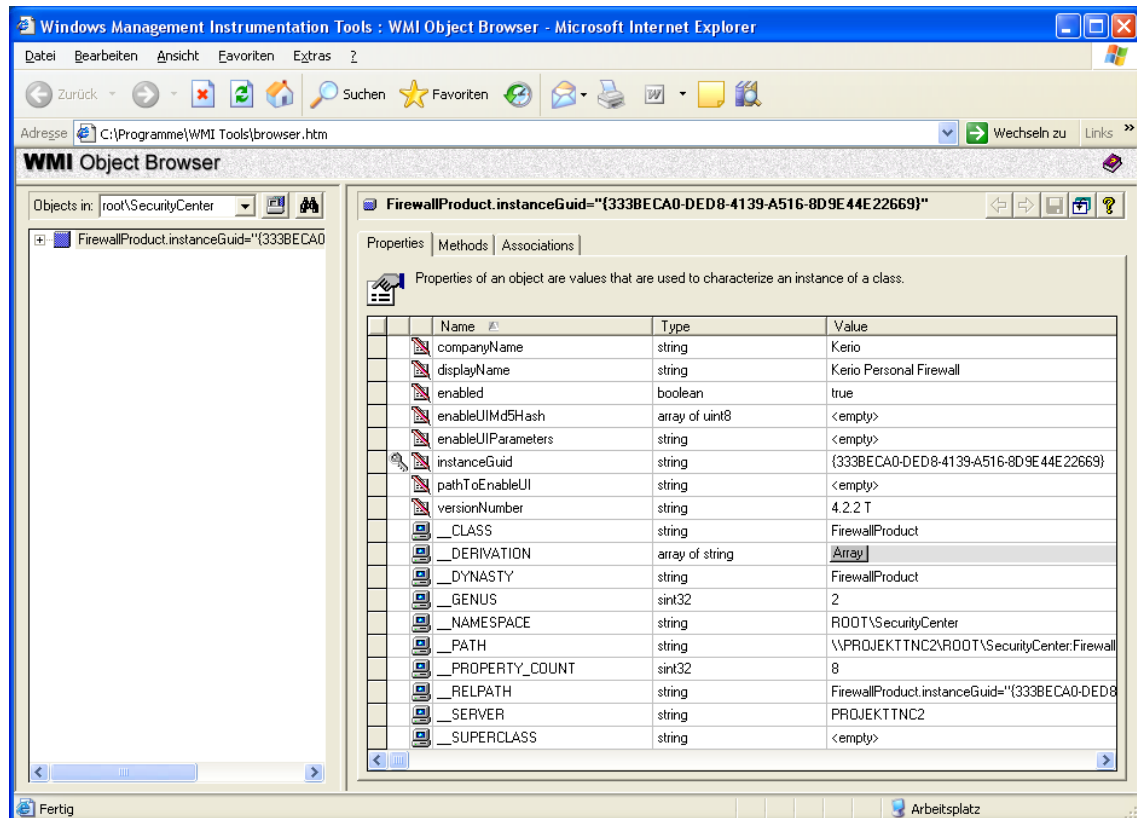 Windows Management Instrumentation Tools : WMI Object Browser - Microsoft Internet Explorer
Datei Bearbeiten Ansicht Favoriten Extras ?
Zurück Suchen Favoriten
Adresse C:\Programme\WMI Tools\browser.htm Wechseln zu Links »
WMI Object Browser
Objects in: root\SecurityCenter
FirewallProduct.instanceGuid="{333BECA0
FirewallProduct.instanceGuid="{333BECA0-DED8-4139-A516-8D9E44E22669}"
Properties Methods Associations
Properties of an object are values that are used to characterize an instance of a class.
Name Type Value
companyName string Kerio
displayName string Kerio Personal Firewall
enabled boolean true
enableUIMd5Hash array of uint8 <empty>
enableUIParameters string <empty>
instanceGuid string {333BECA0-DED8-4139-A516-8D9E44E22669}
pathToEnableUI string <empty>
versionNumber string 4.2.2 T
__CLASS string FirewallProduct
__DERIVATION array of string Array
__DYNASTY string FirewallProduct
__GENUS sint32 2
__NAMESPACE string ROOT\SecurityCenter
__PATH string \\PROJEKTTNC2\ROOT\SecurityCenter:Firewall
__PROPERTY_COUNT sint32 8
__RELPATH string FirewallProduct.instanceGuid="{333BECA0-DED8
__SERVER string PROJEKTTNC2
__SUPERCLASS string <empty>
Fertig Arbeitsplatz